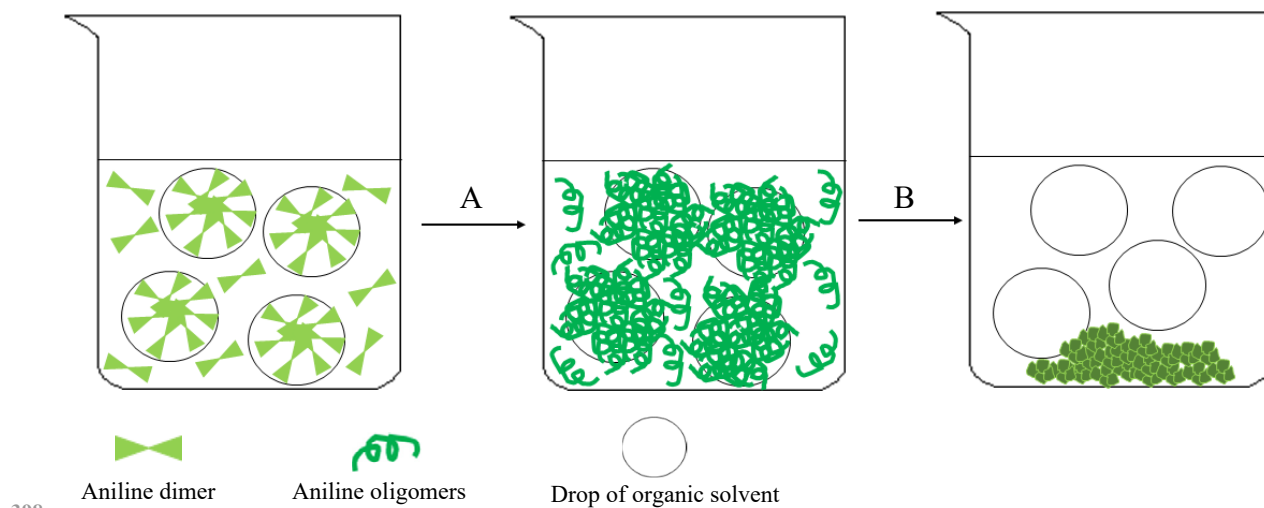 A
B
Aniline dimer
Aniline oligomers
Drop of organic solvent